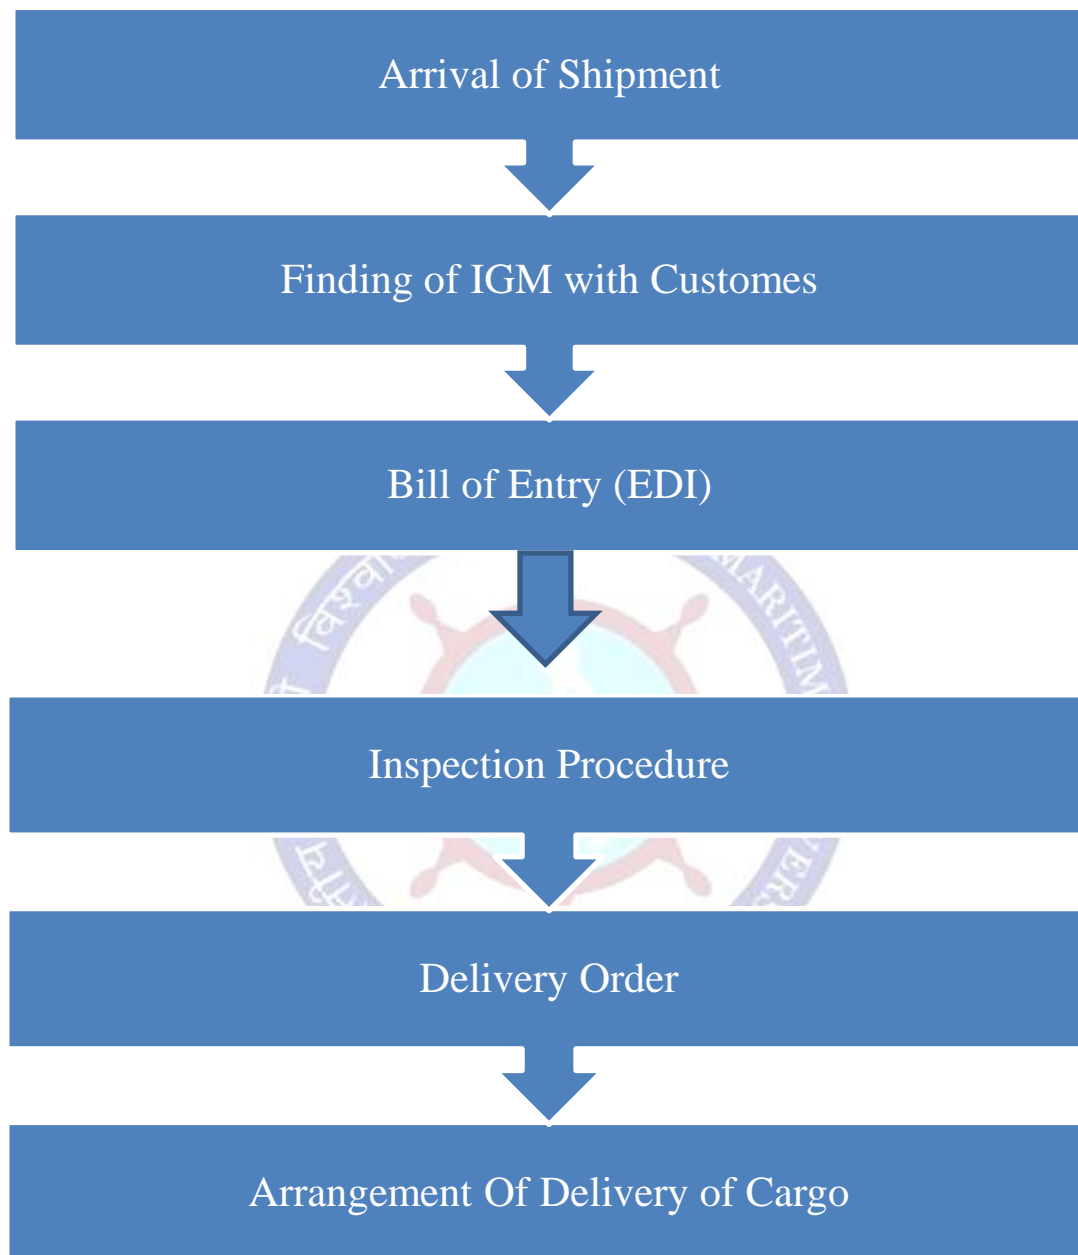 Arrival of Shipment
Finding of IGM with Customes
Bill of Entry (EDI)
MARITIM
Inspection Procedure
Delivery Order
Arrangement Of Delivery of Cargo